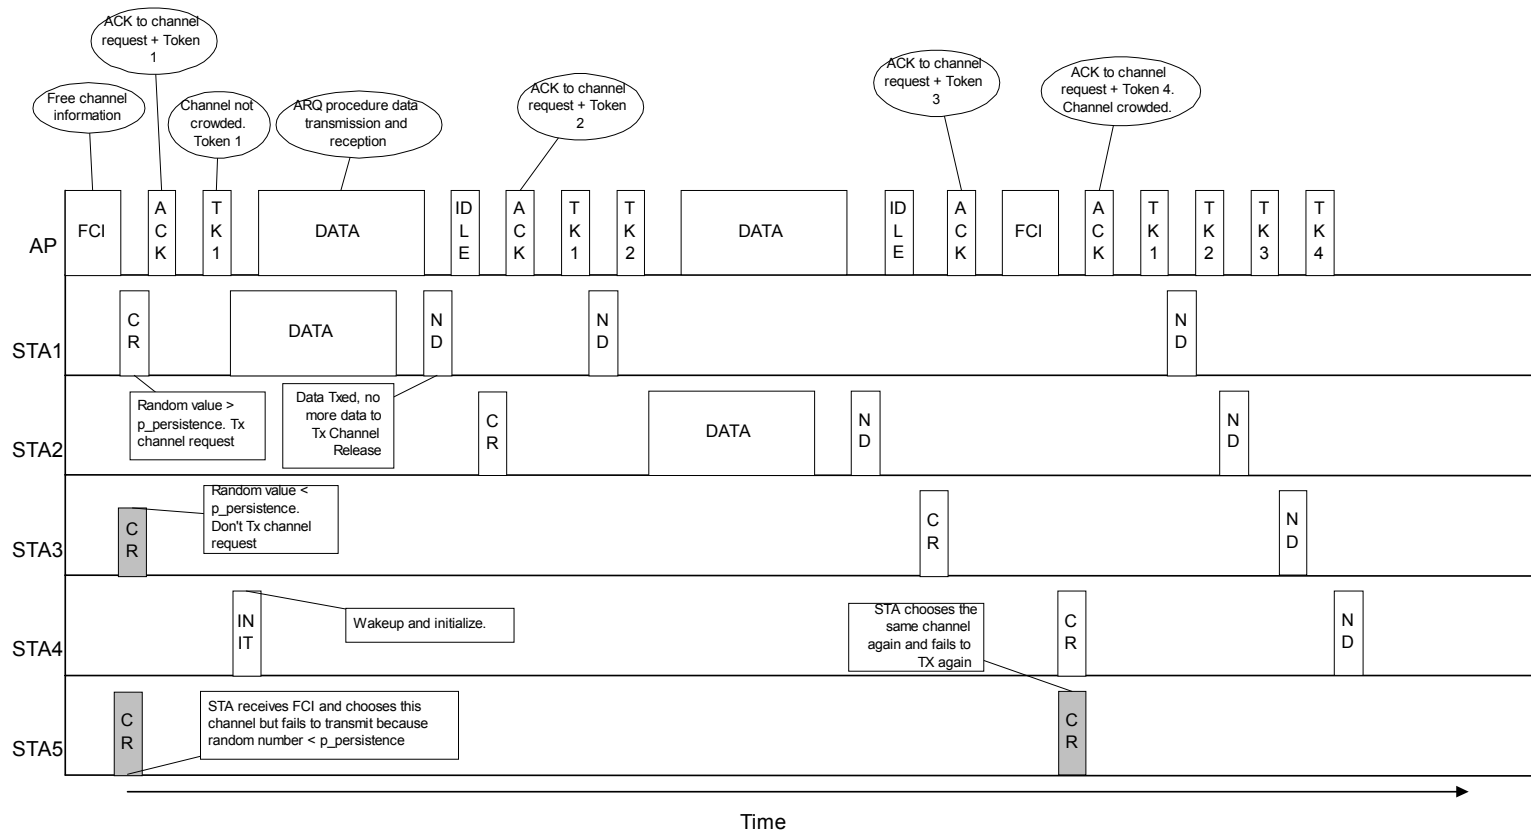 ACK to channel
request + Token
1
Free channel
information
Channel not
crowded.
Token 1
ARQ procedure data
transmission and
reception
ACK to channel
request + Token
2
ACK to channel
request + Token
3
ACK to channel
request + Token 4.
Channel crowded.
AP
FCI
A
C
K
T
K
1
DATA
ID
L
E
A
C
K
T
K
1
T
K
2
DATA
ID
L
E
A
C
K
FCI
A
C
K
T
K
1
T
K
2
T
K
3
T
K
4
STA1
C
R
DATA
N
D
N
D
N
D
Random value >
p_persistence. Tx
channel request
Data Txed, no
more data to
Tx Channel
Release
STA2
C
R
DATA
N
D
N
D
Random value <
p_persistence.
Don't Tx channel
request
STA3
C
R
C
R
N
D
STA4
IN
IT
Wakeup and initialize.
STA chooses the
same channel
again and fails to
TX again
C
R
N
D
STA5
C
R
STA receives FCI and chooses this
channel but fails to transmit because
random number < p_persistence
C
R
Time